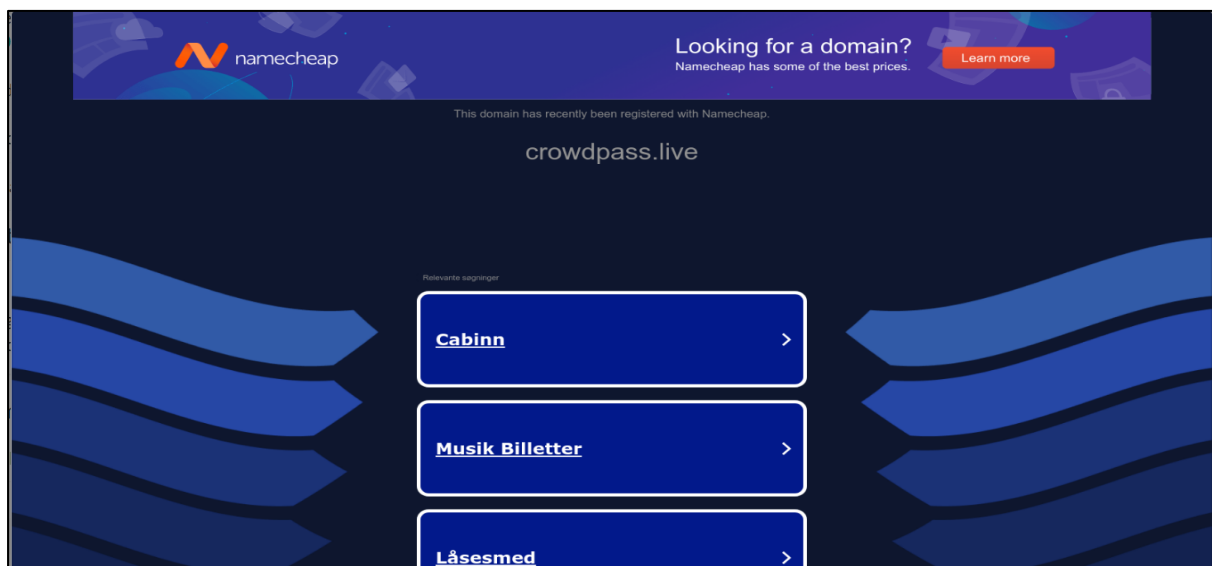 namecheap
Looking for a domain?
Namecheap has some of the best prices.
Learn more
This domain has recently been registered with Namecheap.
crowdpass.live
Relevante søgninger
Cabinn
Musik Billetter
Låsesmed